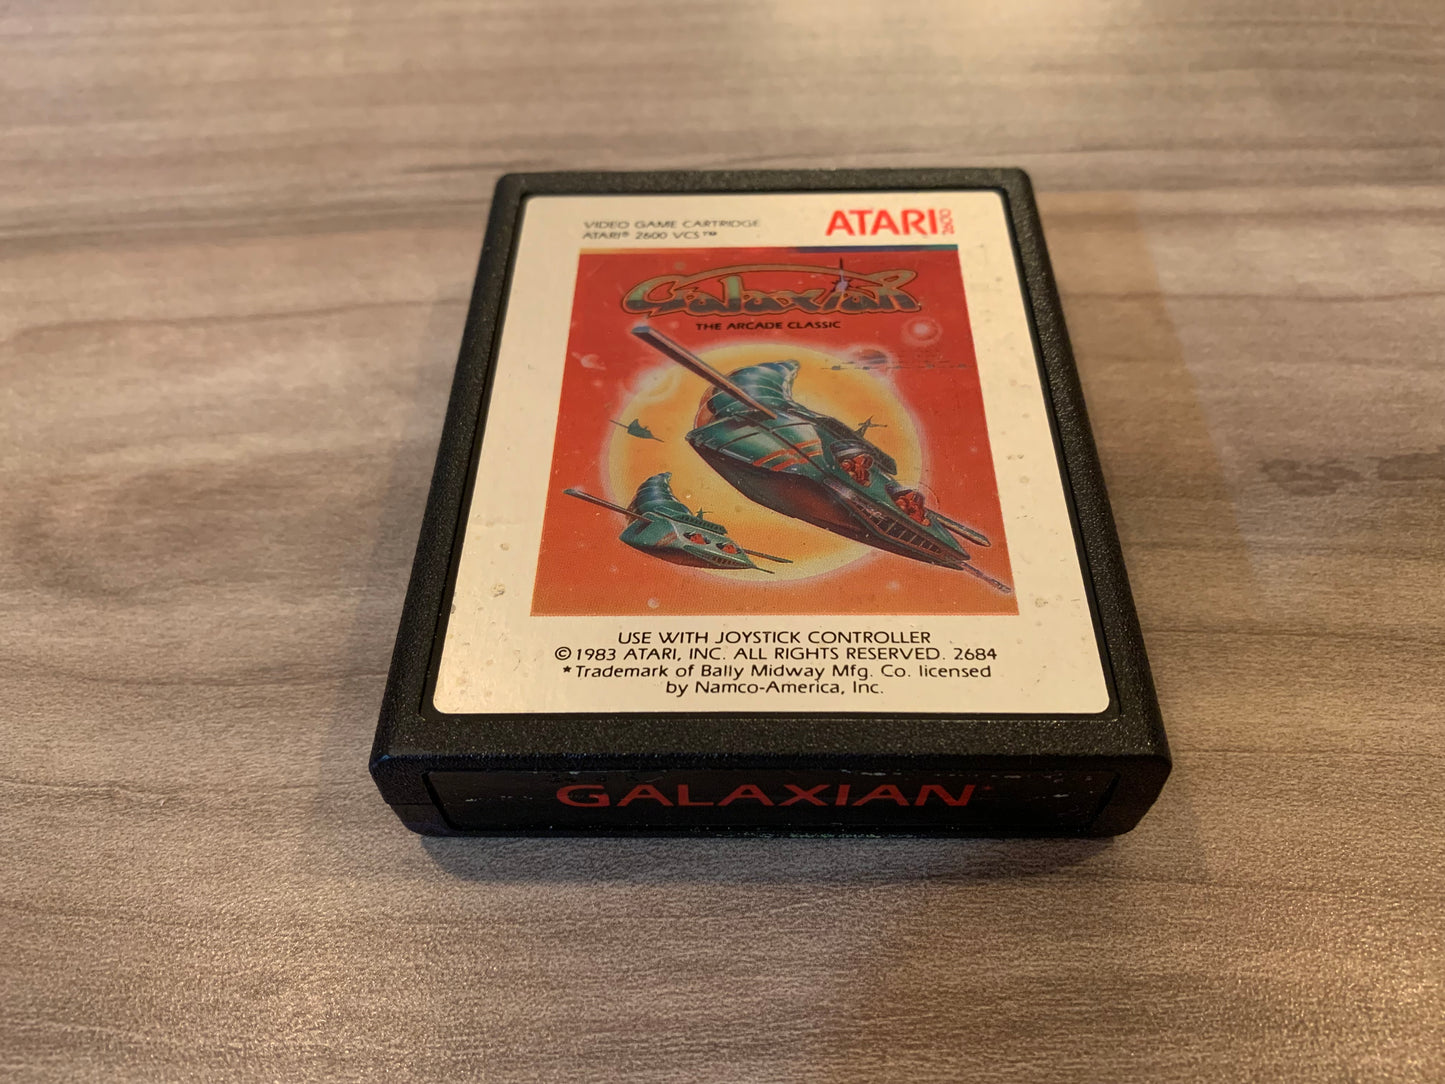 VIDEO GAME CARTRIDGE
ATARI® 2600 VCS™
ATARI 2600
Galaxian
THE ARCADE CLASSIC
USE WITH JOYSTICK CONTROLLER
© 1983 ATARI, INC. ALL RIGHTS RESERVED. 2684
* Trademark of Bally Midway Mfg. Co. licensed
by Namco-America, Inc.
GALAXIAN*